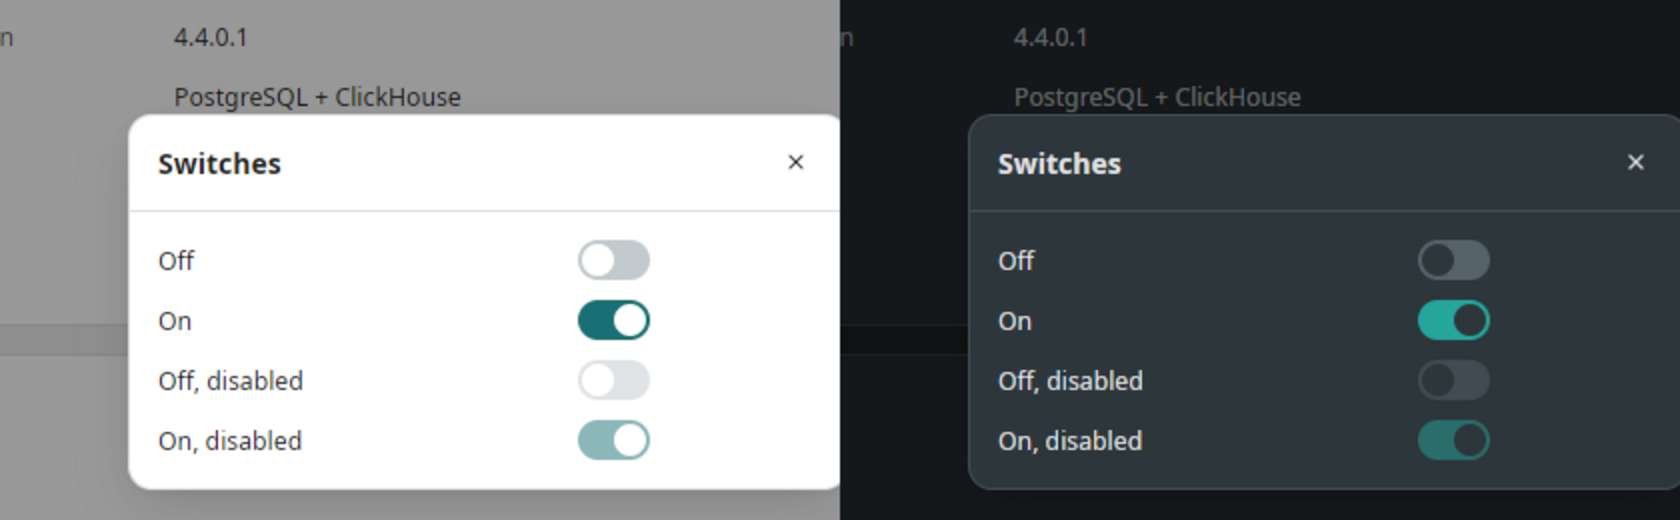 n
4.4.0.1
PostgreSQL + ClickHouse
Switches
Off
On
Off, disabled
On, disabled
n
4.4.0.1
PostgreSQL + ClickHouse
Switches
Off
On
Off, disabled
On, disabled